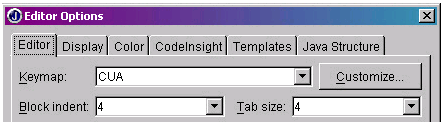 Editor Options
Editor Display Color CodeInsight Templates Java Structure
Keymap: CUA Customize...
Block indent: 4 Tab size: 4